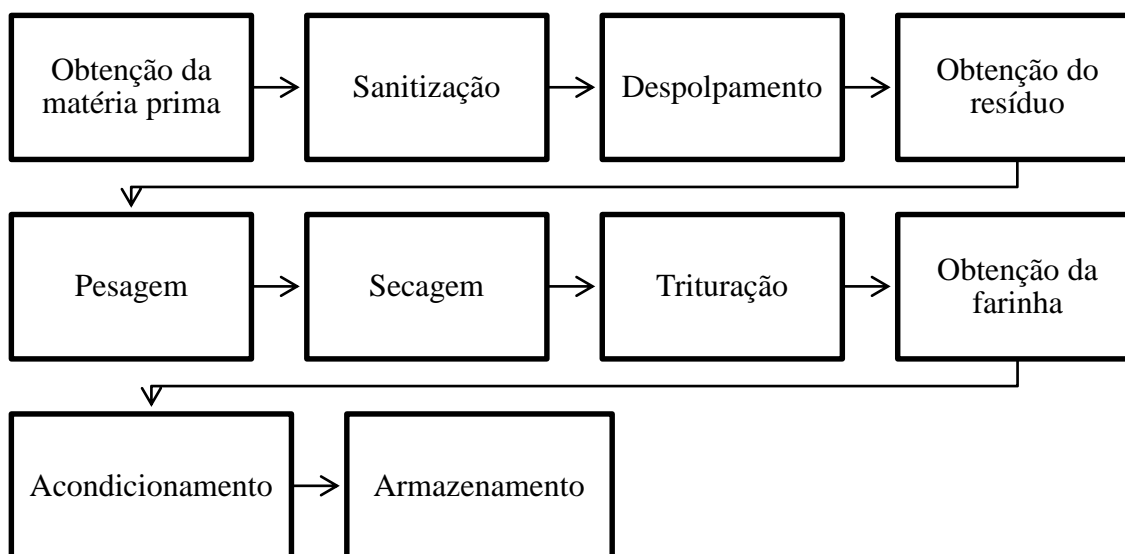 Obtenção da
matéria prima
Sanitização
Despolpamento
Obtenção do
resíduo
Pesagem
Secagem
Trituração
Obtenção da
farinha
Acondicionamento
Armazenamento